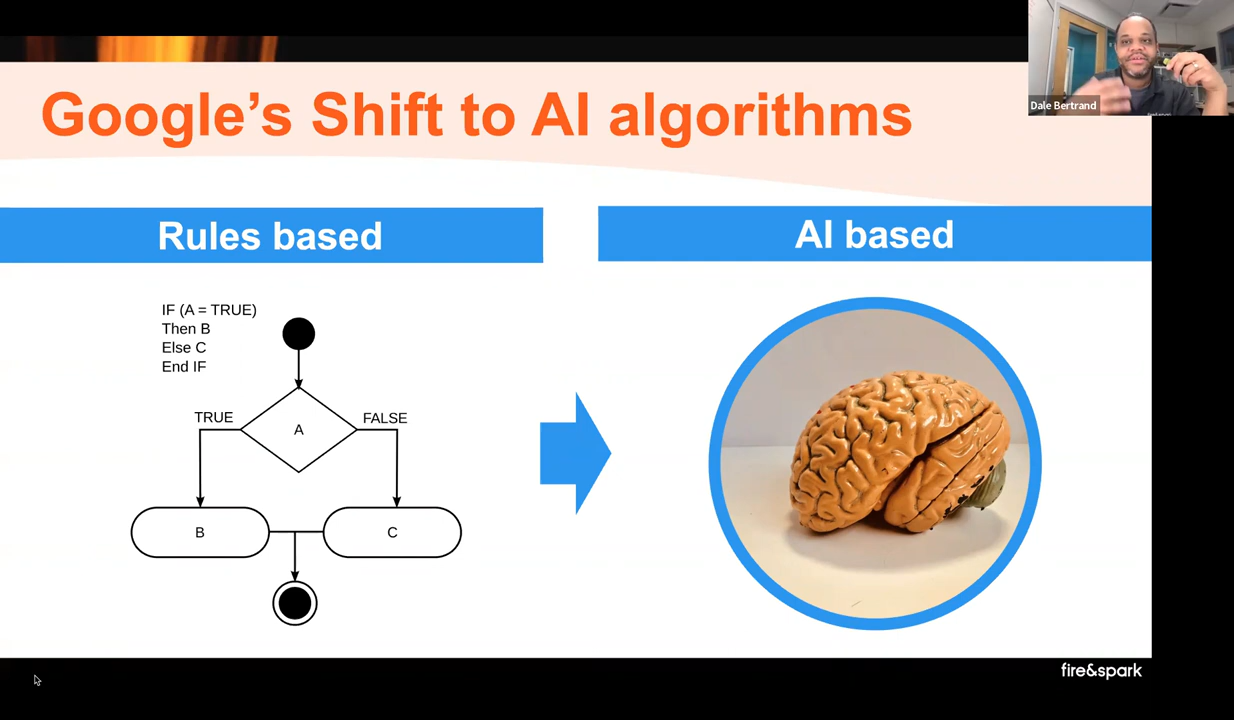 Google's Shift to AI algorithms
Dale Bertrand
Rules based
AI based
IF (A = TRUE)
Then B
Else C
End IF
TRUE
FALSE
A
B
C
fire&spark